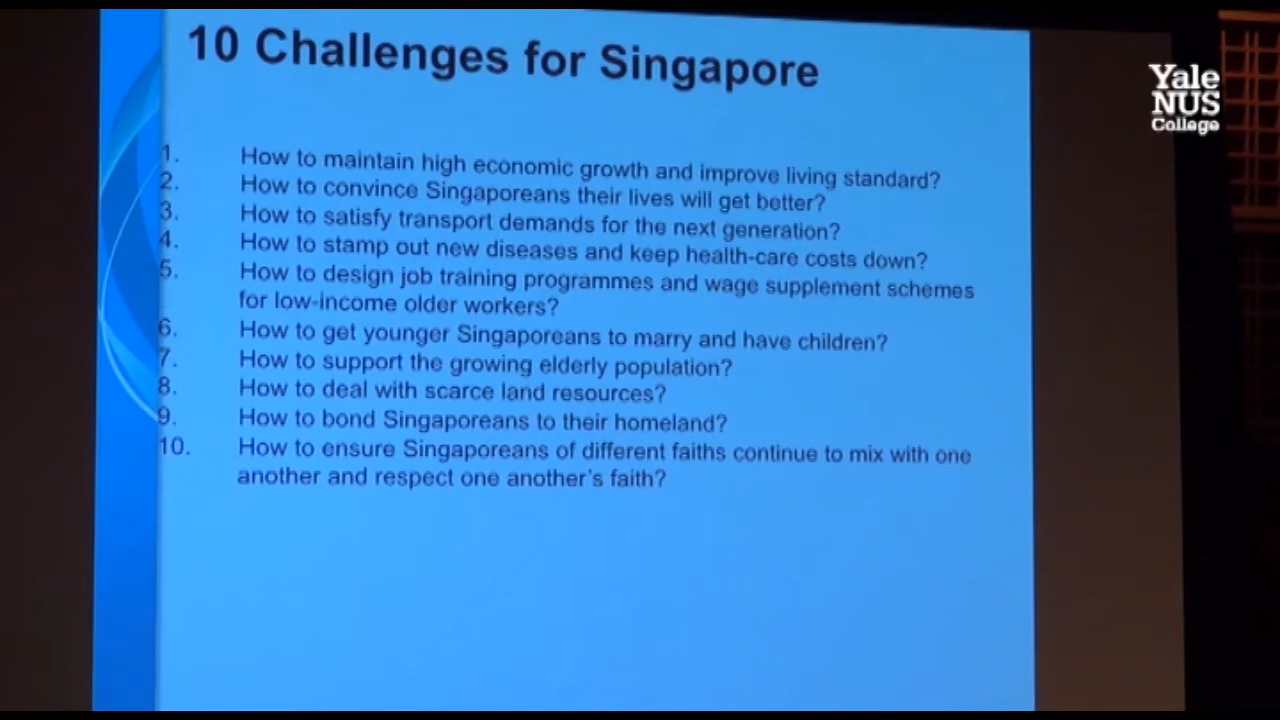 10 Challenges for Singapore
Yale
NUS
College
1. How to maintain high economic growth and improve living standard?
2. How to convince Singaporeans their lives will get better?
3. How to satisfy transport demands for the next generation?
4. How to stamp out new diseases and keep health-care costs down?
5. How to design job training programmes and wage supplement schemes
for low-income older workers?
6. How to get younger Singaporeans to marry and have children?
7. How to support the growing elderly population?
8. How to deal with scarce land resources?
9. How to bond Singaporeans to their homeland?
10. How to ensure Singaporeans of different faiths continue to mix with one
another and respect one another's faith?